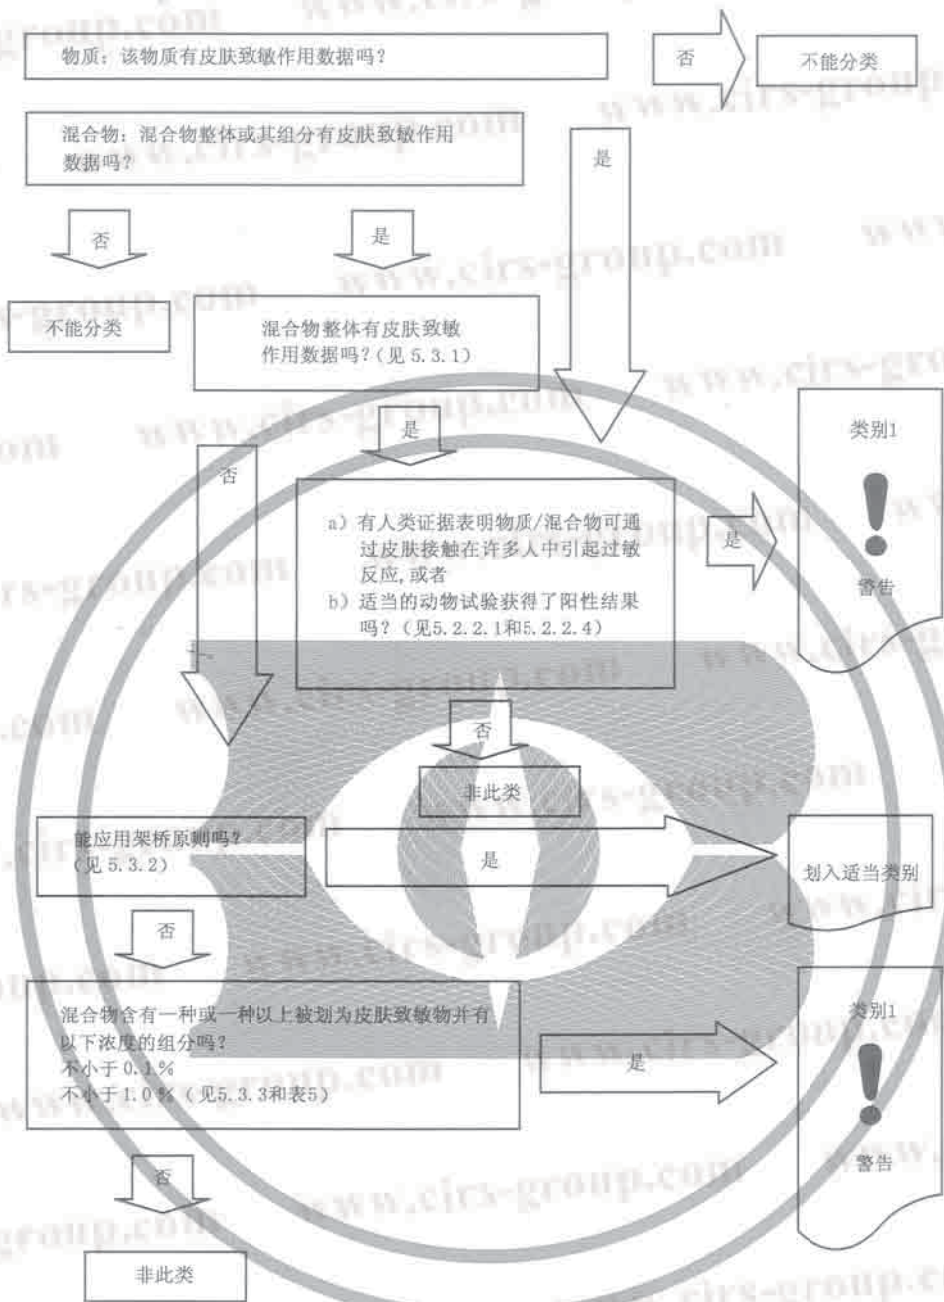 物质：该物质有皮肤致敏作用数据吗？
否
不能分类
混合物：混合物整体或其组分有皮肤致敏作用
数据吗？
是
否
是
不能分类
混合物整体有皮肤致敏
作用数据吗？（见 5.3.1）
否
是
a）有人类证据表明物质/混合物可通
过皮肤接触在许多人中引起过敏
反应，或者
b）适当的动物试验获得了阳性结果
吗？（见5.2.2.1和5.2.2.4）
是
类别1
警告
否
非此类
能应用架桥原则吗？
（见 5.3.2）
是
划入适当类别
否
混合物含有一种或一种以上被划为皮肤致敏物并有
以下浓度的组分吗？
不小于 0.1%
不小于 1.0%（见5.3.3和表5）
是
类别1
警告
否
非此类
www.cirs-group.com